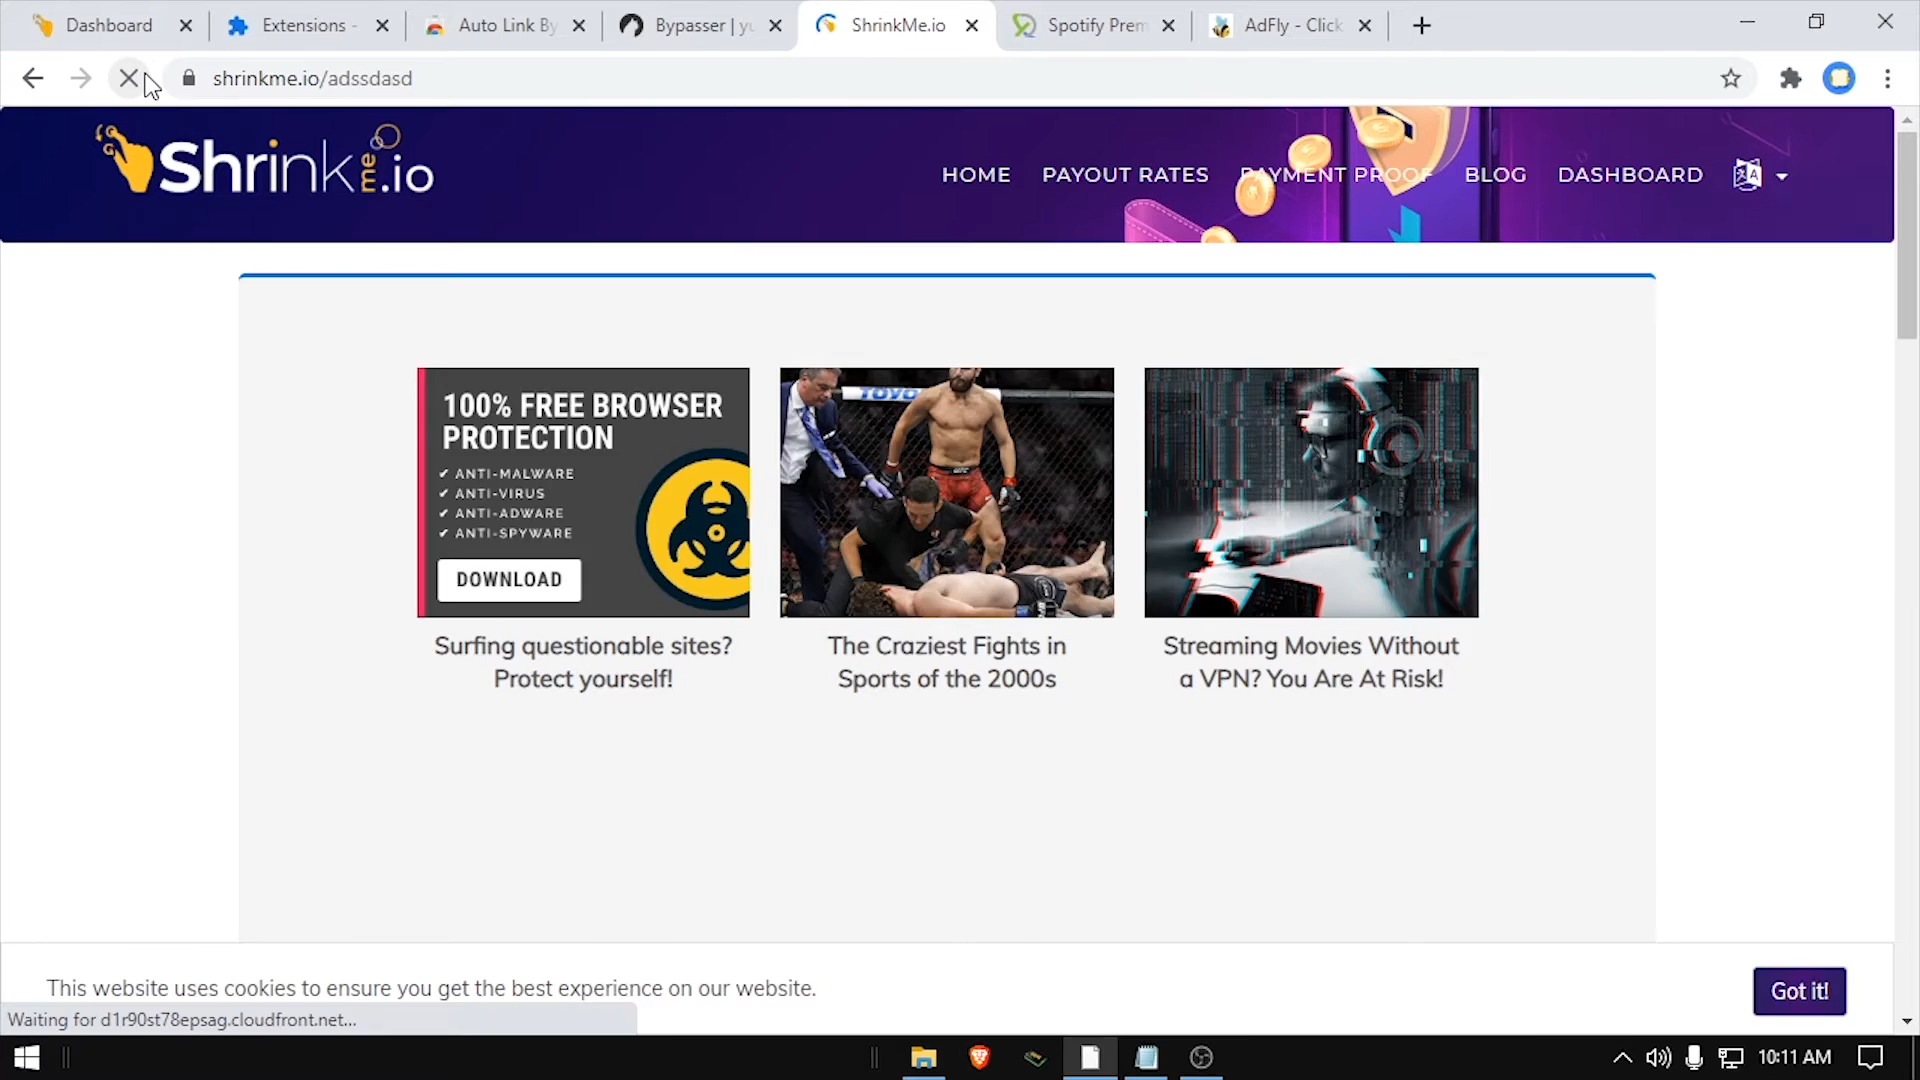 Dashboard
Extensions -
Auto Link By
Bypasser | yu
ShrinkMe.io
Spotify Prem
AdFly - Click
shrinkme.io/adssdasd
Shrinkme.io
HOME
PAYOUT RATES
PAYMENT PROOF
BLOG
DASHBOARD
100% FREE BROWSER
PROTECTION
✔ ANTI-MALWARE
✔ ANTI-VIRUS
✔ ANTI-ADWARE
✔ ANTI-SPYWARE
DOWNLOAD
TOYO
Surfing questionable sites?
Protect yourself!
The Craziest Fights in
Sports of the 2000s
Streaming Movies Without
a VPN? You Are At Risk!
This website uses cookies to ensure you get the best experience on our website.
Got it!
Waiting for d1r90st78epsag.cloudfront.net...
10:11 AM